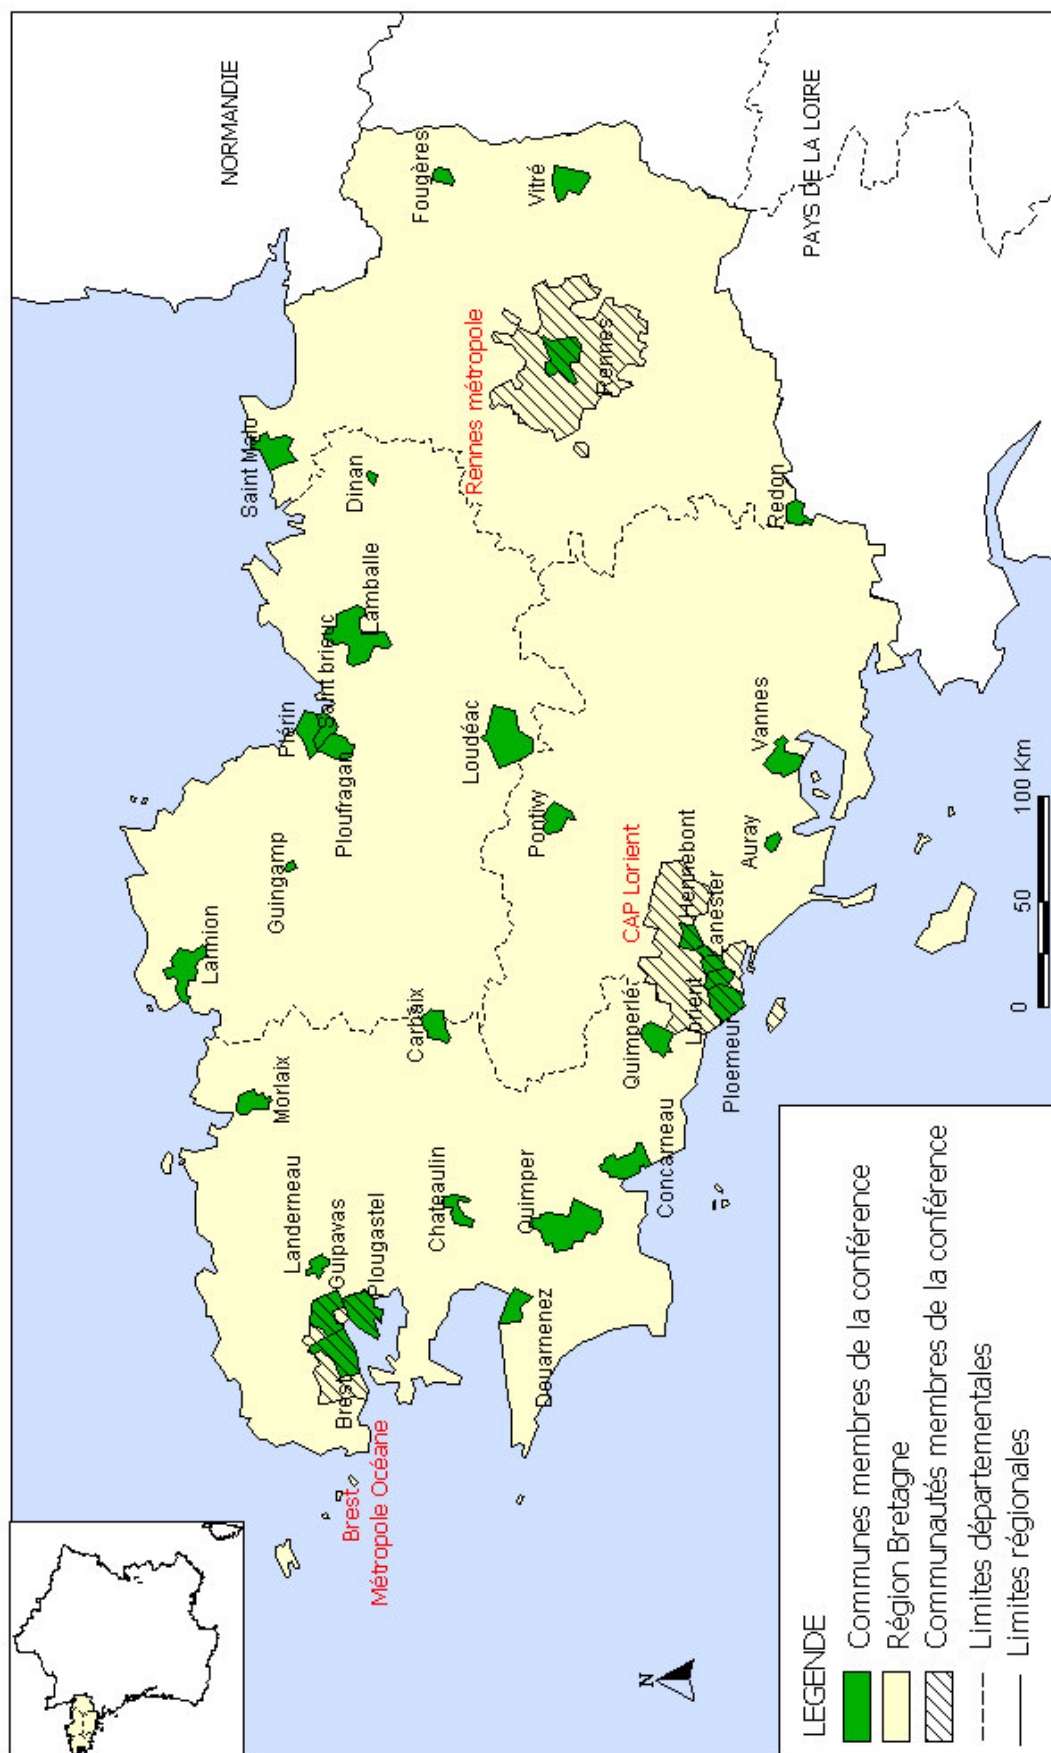 NORMANDIE
PAYS DE LA LOIRE
Saint Malo
Fougères
Vitré
Rennes métropole
Rennes
Dinan
Lamballe
Saint brieuc
Plérin
Ploufragan
Guingamp
Lannion
Morlaix
Landerneau
Guipavas
Plougastel
Brest
Brest
Métropole Océane
Chateaulin
Carhaix
Loudéac
Pontivy
Redon
Vannes
Auray
CAP Lorient
Hennebont
Lanester
Lorient
Ploemeur
Quimperlé
Concarneau
Quimper
Douarnenez
N
0 50 100 Km
LEGENDE
Communes membres de la conférence
Région Bretagne
Communautés membres de la conférence
Limites départementales
Limites régionales